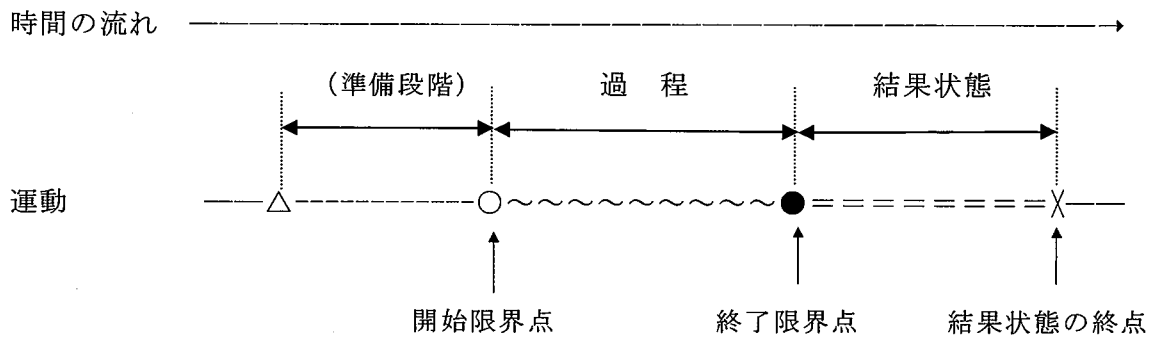 時間の流れ
(準備段階) 過 程 結果状態
運動
開始限界点 終了限界点 結果状態の終点